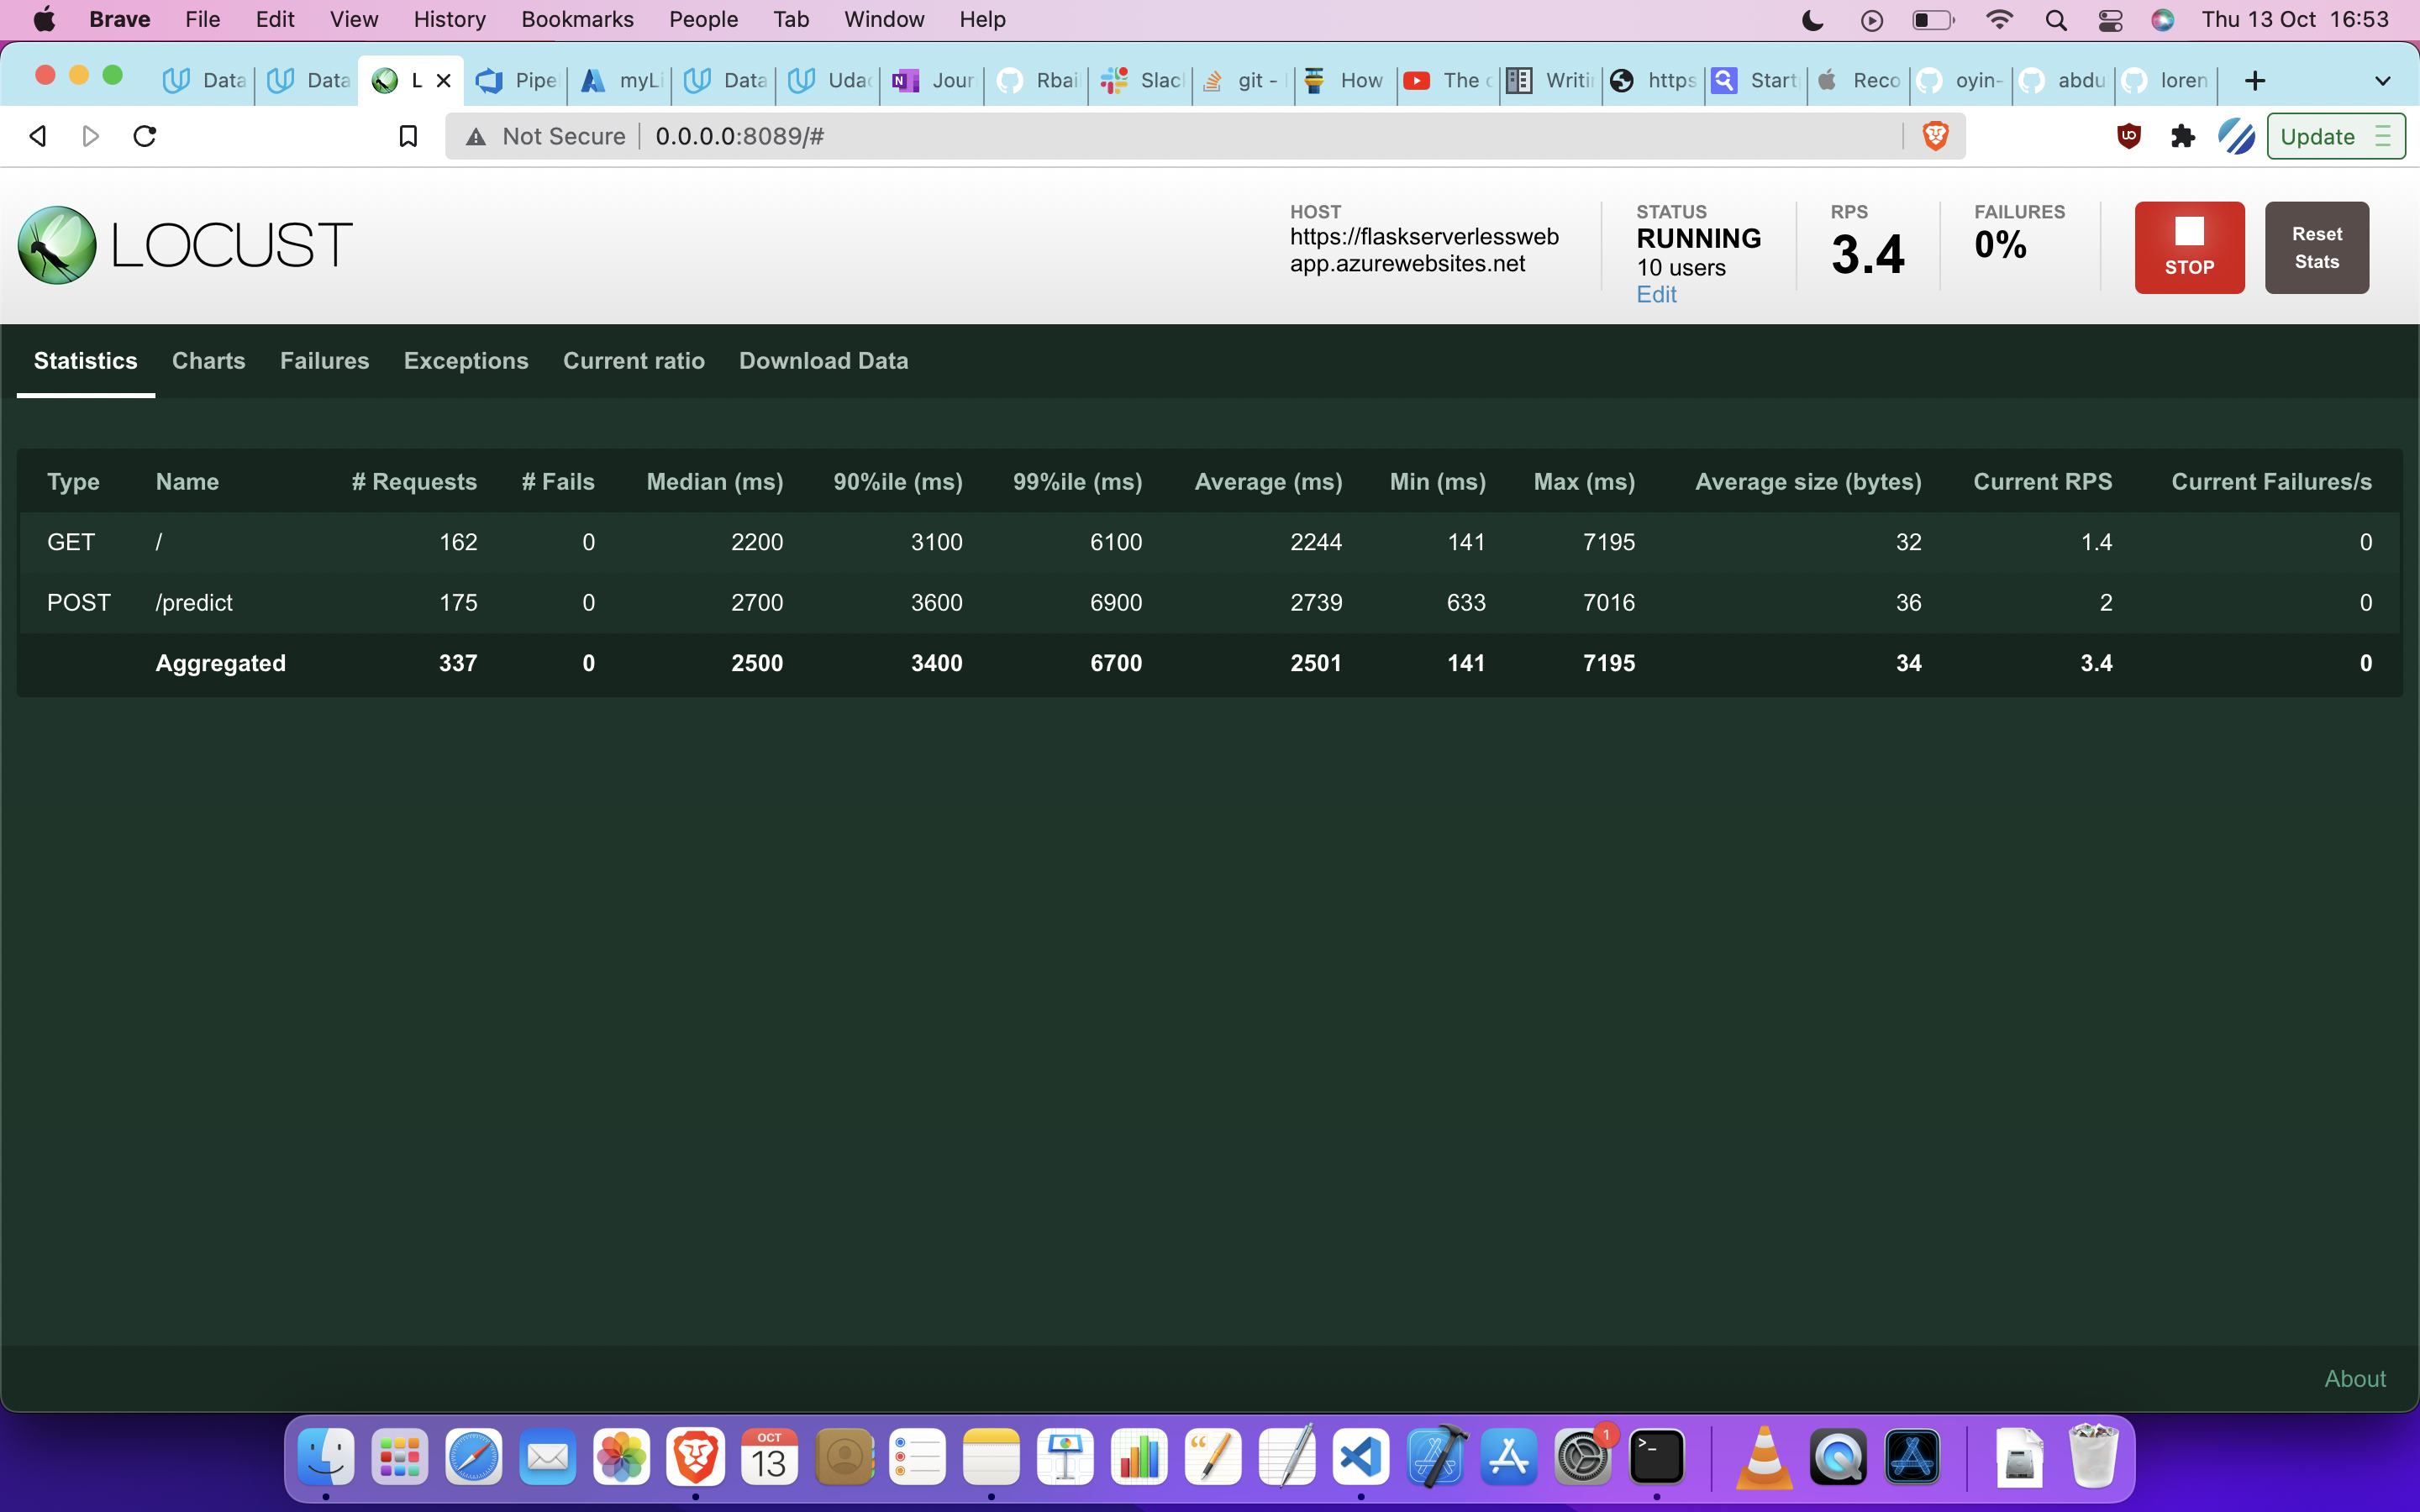 Brave File Edit View History Bookmarks People Tab Window Help Thu 13 Oct 16:53
Data Data L Pipe myLi Data Udac Jour Rbail Slac git - How The Writin https Start Reco oyin- abdu loren
Not Secure 0.0.0.0:8089/# Update
LOCUST
HOST
https://flaskserverlessweb
app.azurewebsites.net
STATUS
RUNNING
10 users
Edit
RPS
3.4
FAILURES
0%
STOP
Reset
Stats
Statistics Charts Failures Exceptions Current ratio Download Data
Type Name # Requests # Fails Median (ms) 90%ile (ms) 99%ile (ms) Average (ms) Min (ms) Max (ms) Average size (bytes) Current RPS Current Failures/s
GET / 162 0 2200 3100 6100 2244 141 7195 32 1.4 0
POST /predict 175 0 2700 3600 6900 2739 633 7016 36 2 0
Aggregated 337 0 2500 3400 6700 2501 141 7195 34 3.4 0
About
OCT
13
1